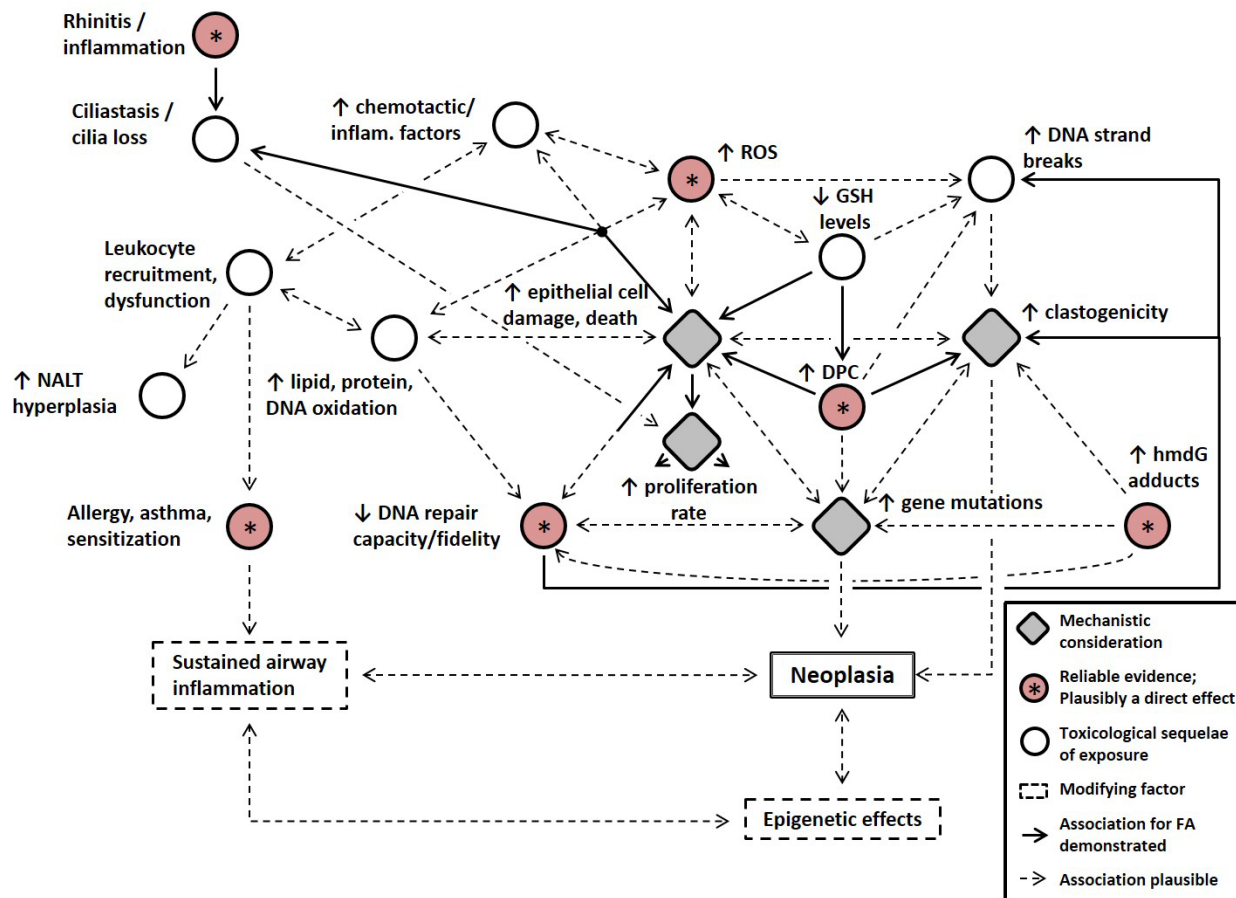 Rhinitis /
inflammation
*
Ciliastasis /
cilia loss
↑ chemotactic/
inflam. factors
↑ ROS
*
↑ DNA strand
breaks
↓ GSH
levels
Leukocyte
recruitment,
dysfunction
↑ epithelial cell
damage, death
↑ clastogenicity
↑ NALT
hyperplasia
↑ lipid, protein,
DNA oxidation
↑ DPC
*
↑ hmdG
adducts
*
↑ proliferation
rate
↑ gene mutations
Allergy, asthma,
sensitization
*
↓ DNA repair
capacity/fidelity
*
Sustained airway
inflammation
Neoplasia
Epigenetic effects
Mechanistic
consideration
*
Reliable evidence;
Plausibly a direct effect
Toxicological sequelae
of exposure
Modifying factor
Association for FA
demonstrated
Association plausible